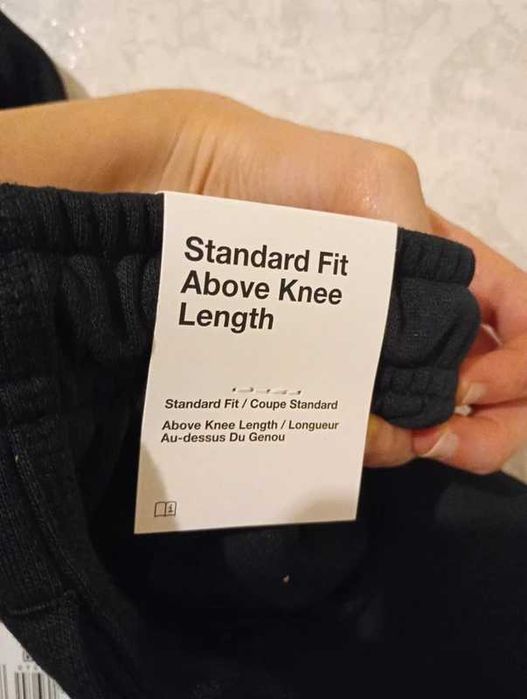 Standard Fit
Above Knee
Length
Standard Fit / Coupe Standard
Above Knee Length / Longueur
Au-dessus Du Genou
i